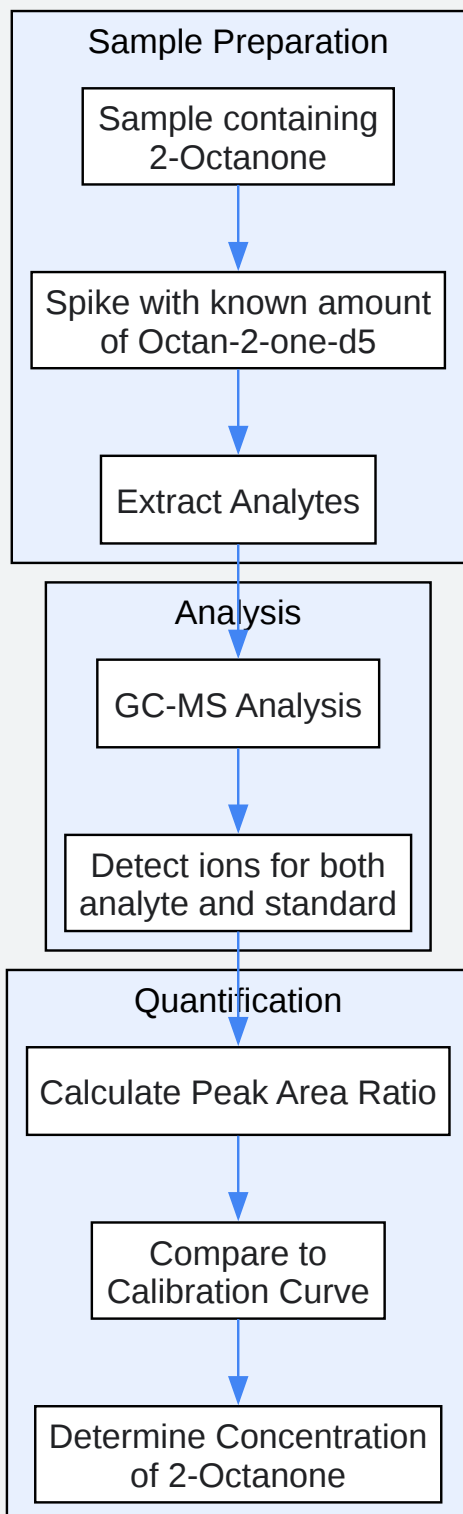 Sample Preparation
Sample containing
2-Octanone
Spike with known amount
of Octan-2-one-d5
Extract Analytes
Analysis
GC-MS Analysis
Detect ions for both
analyte and standard
Quantification
Calculate Peak Area Ratio
Compare to
Calibration Curve
Determine Concentration
of 2-Octanone